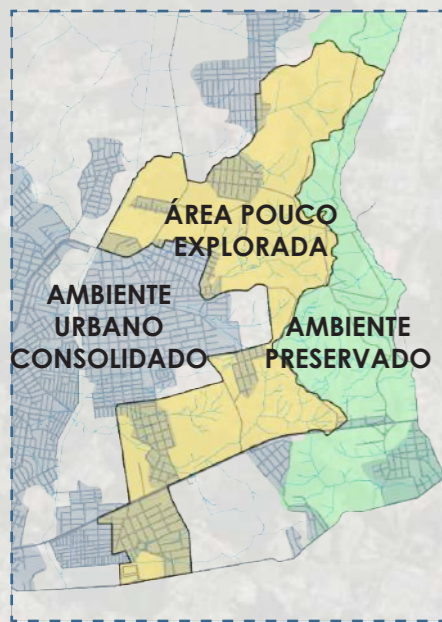 ÁREA POUCO
EXPLORADA
AMBIENTE
URBANO
CONSOLIDADO
AMBIENTE
PRESERVADO